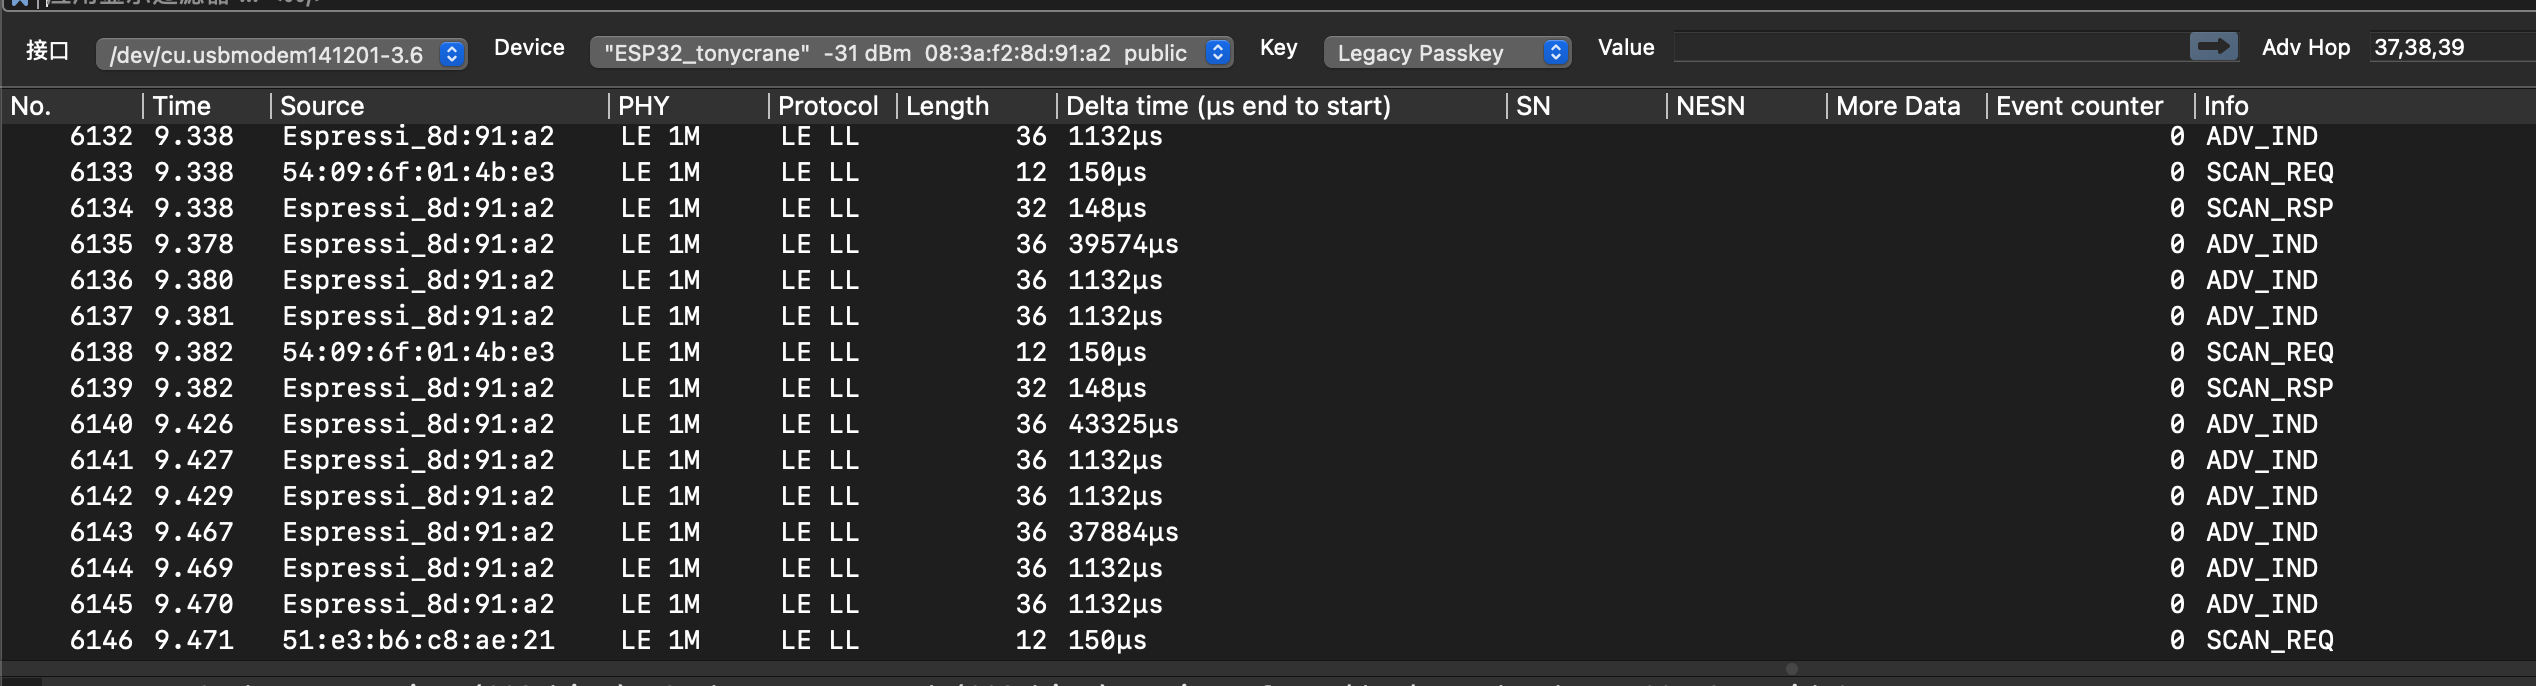 接口 /dev/cu.usbmodem141201-3.6 Device "ESP32_tonycrane" -31 dBm 08:3a:f2:8d:91:a2 public Key Legacy Passkey Value Adv Hop 37,38,39
No. Time Source PHY Protocol Length Delta time (µs end to start) SN NESN More Data Event counter Info
6132 9.338 Espressi_8d:91:a2 LE 1M LE LL 36 1132µs 0 ADV_IND
6133 9.338 54:09:6f:01:4b:e3 LE 1M LE LL 12 150µs 0 SCAN_REQ
6134 9.338 Espressi_8d:91:a2 LE 1M LE LL 32 148µs 0 SCAN_RSP
6135 9.378 Espressi_8d:91:a2 LE 1M LE LL 36 39574µs 0 ADV_IND
6136 9.380 Espressi_8d:91:a2 LE 1M LE LL 36 1132µs 0 ADV_IND
6137 9.381 Espressi_8d:91:a2 LE 1M LE LL 36 1132µs 0 ADV_IND
6138 9.382 54:09:6f:01:4b:e3 LE 1M LE LL 12 150µs 0 SCAN_REQ
6139 9.382 Espressi_8d:91:a2 LE 1M LE LL 32 148µs 0 SCAN_RSP
6140 9.426 Espressi_8d:91:a2 LE 1M LE LL 36 43325µs 0 ADV_IND
6141 9.427 Espressi_8d:91:a2 LE 1M LE LL 36 1132µs 0 ADV_IND
6142 9.429 Espressi_8d:91:a2 LE 1M LE LL 36 1132µs 0 ADV_IND
6143 9.467 Espressi_8d:91:a2 LE 1M LE LL 36 37884µs 0 ADV_IND
6144 9.469 Espressi_8d:91:a2 LE 1M LE LL 36 1132µs 0 ADV_IND
6145 9.470 Espressi_8d:91:a2 LE 1M LE LL 36 1132µs 0 ADV_IND
6146 9.471 51:e3:b6:c8:ae:21 LE 1M LE LL 12 150µs 0 SCAN_REQ